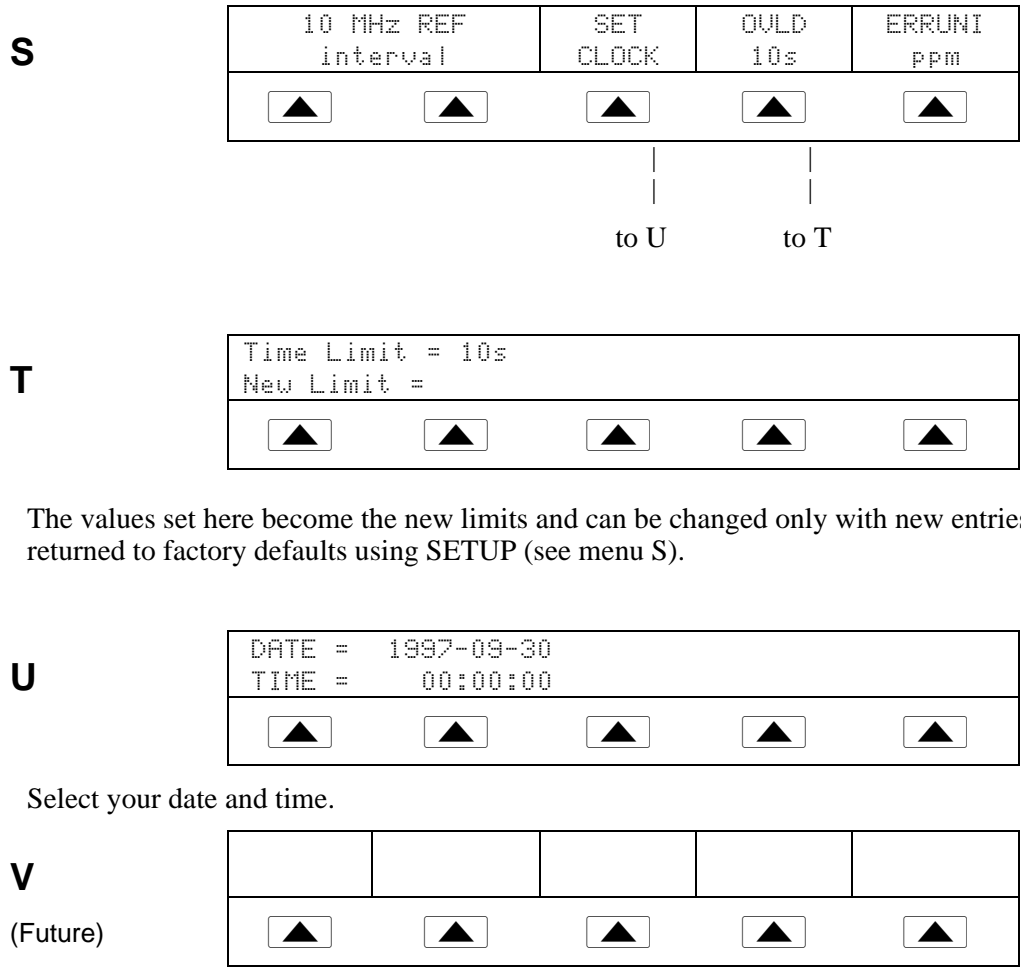 S
10 MHz REF SET OVLD ERRUNI
interval CLOCK 10s ppm
to U to T
T
Time Limit = 10s
New Limit =
The values set here become the new limits and can be changed only with new entries
returned to factory defaults using SETUP (see menu S).
U
DATE = 1997-09-30
TIME = 00:00:00
Select your date and time.
V
(Future)